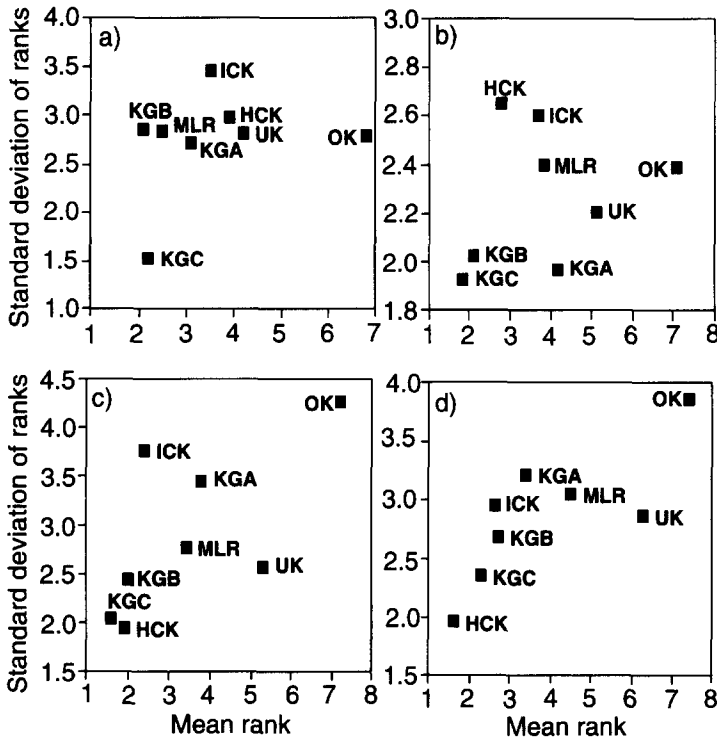 Standard deviation of ranks
4.0
3.5
3.0
2.5
2.0
1.5
1.0
a)
ICK
KGB
MLR
HCK
KGA
UK
OK
KGC
1 2 3 4 5 6 7
3.0
2.8
2.6
2.4
2.2
2.0
1.8
b)
HCK
ICK
MLR
OK
UK
KGB
KGA
KGC
1 2 3 4 5 6 7 8
Standard deviation of ranks
4.5
4.0
3.5
3.0
2.5
2.0
1.5
c)
OK
ICK
KGA
MLR
UK
KGB
KGC
HCK
1 2 3 4 5 6 7 8
Mean rank
4.0
3.5
3.0
2.5
2.0
1.5
d)
OK
KGA
ICK
MLR
UK
KGB
KGC
HCK
1 2 3 4 5 6 7 8
Mean rank